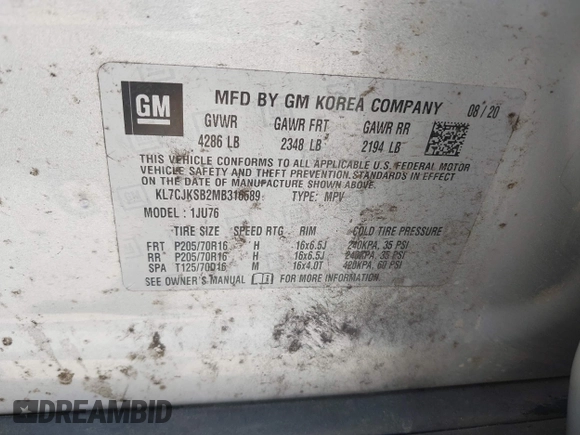 GM
MFD BY GM KOREA COMPANY 08/20
GVWR GAWR FRT GAWR RR
4286 LB 2348 LB 2194 LB
THIS VEHICLE CONFORMS TO ALL APPLICABLE U.S. FEDERAL MOTOR
VEHICLE SAFETY AND THEFT PREVENTION STANDARDS IN EFFECT ON
THE DATE OF MANUFACTURE SHOWN ABOVE.
KL7CJKSB2MB316589 TYPE: MPV
MODEL: 1JU76
TIRE SIZE SPEED RTG RIM COLD TIRE PRESSURE
FRT P205/70R16 H 16x6.5J 240KPA, 35 PSI
RR P205/70R16 H 16x6.5J 240KPA, 35 PSI
SPA T125/70D16 M 16x4.0T 420KPA, 60 PSI
SEE OWNER'S MANUAL FOR MORE INFORMATION
DREAMBID